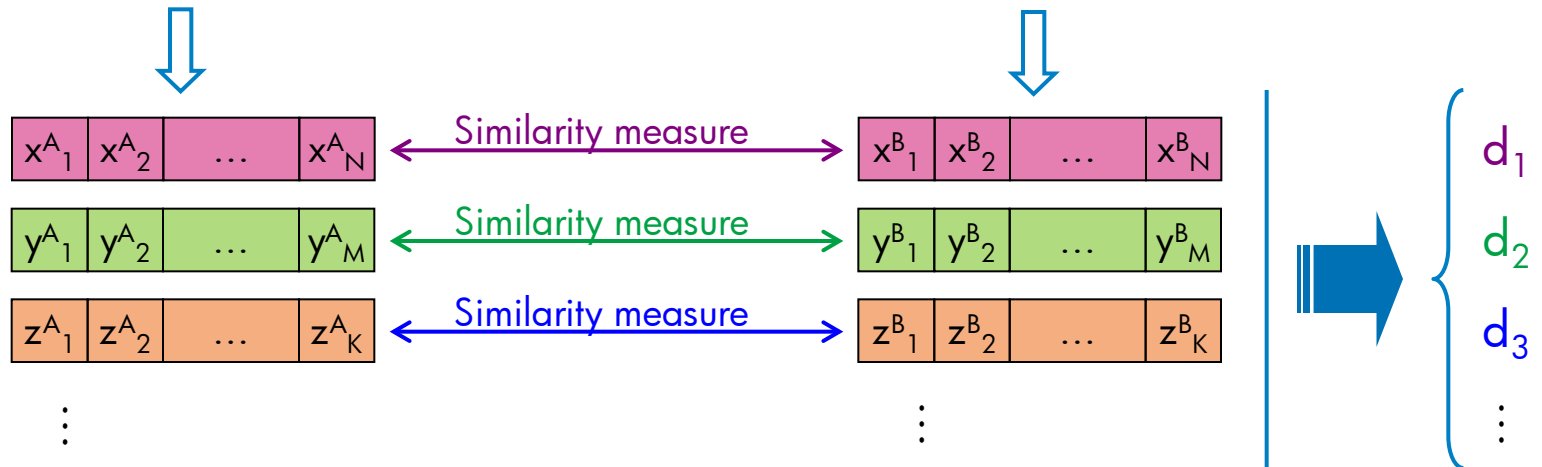 Similarity measure
x^A_1 x^A_2 ... x^A_N x^B_1 x^B_2 ... x^B_N d_1
Similarity measure
y^A_1 y^A_2 ... y^A_M y^B_1 y^B_2 ... y^B_M d_2
Similarity measure
z^A_1 z^A_2 ... z^A_K z^B_1 z^B_2 ... z^B_K d_3
⋮ ⋮ ⋮